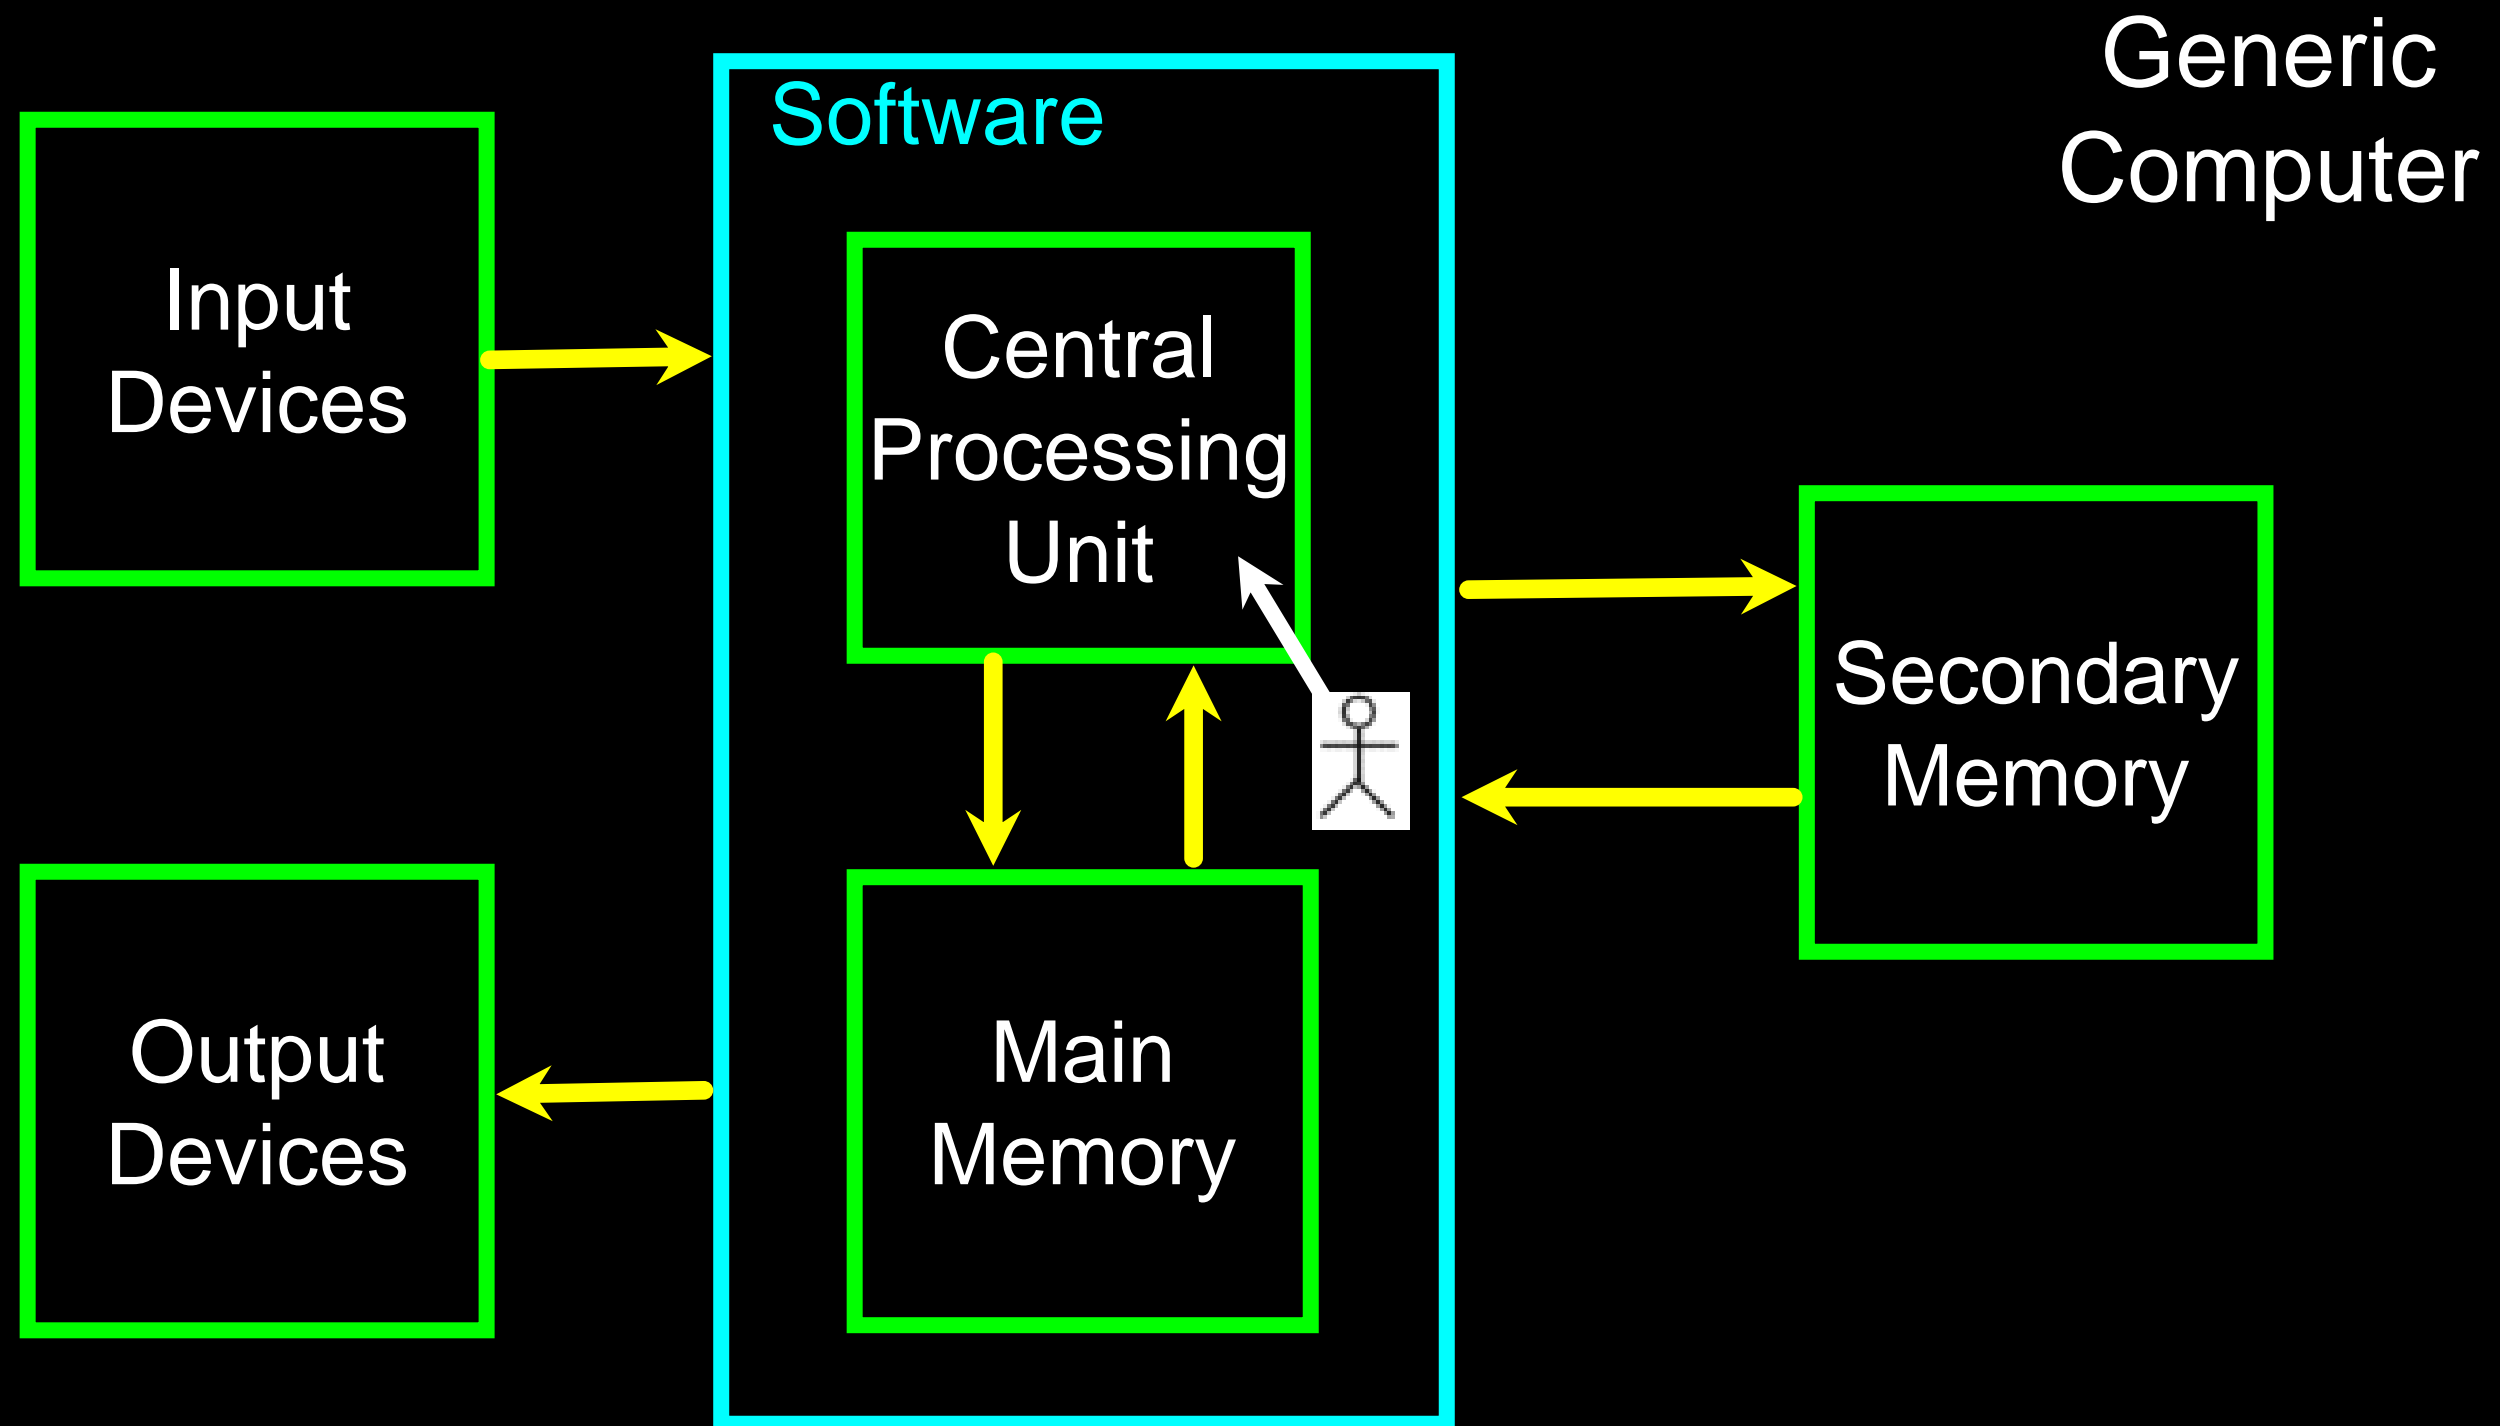 Generic
Computer
Software
Input
Devices
Central
Processing
Unit
Secondary
Memory
Output
Devices
Main
Memory